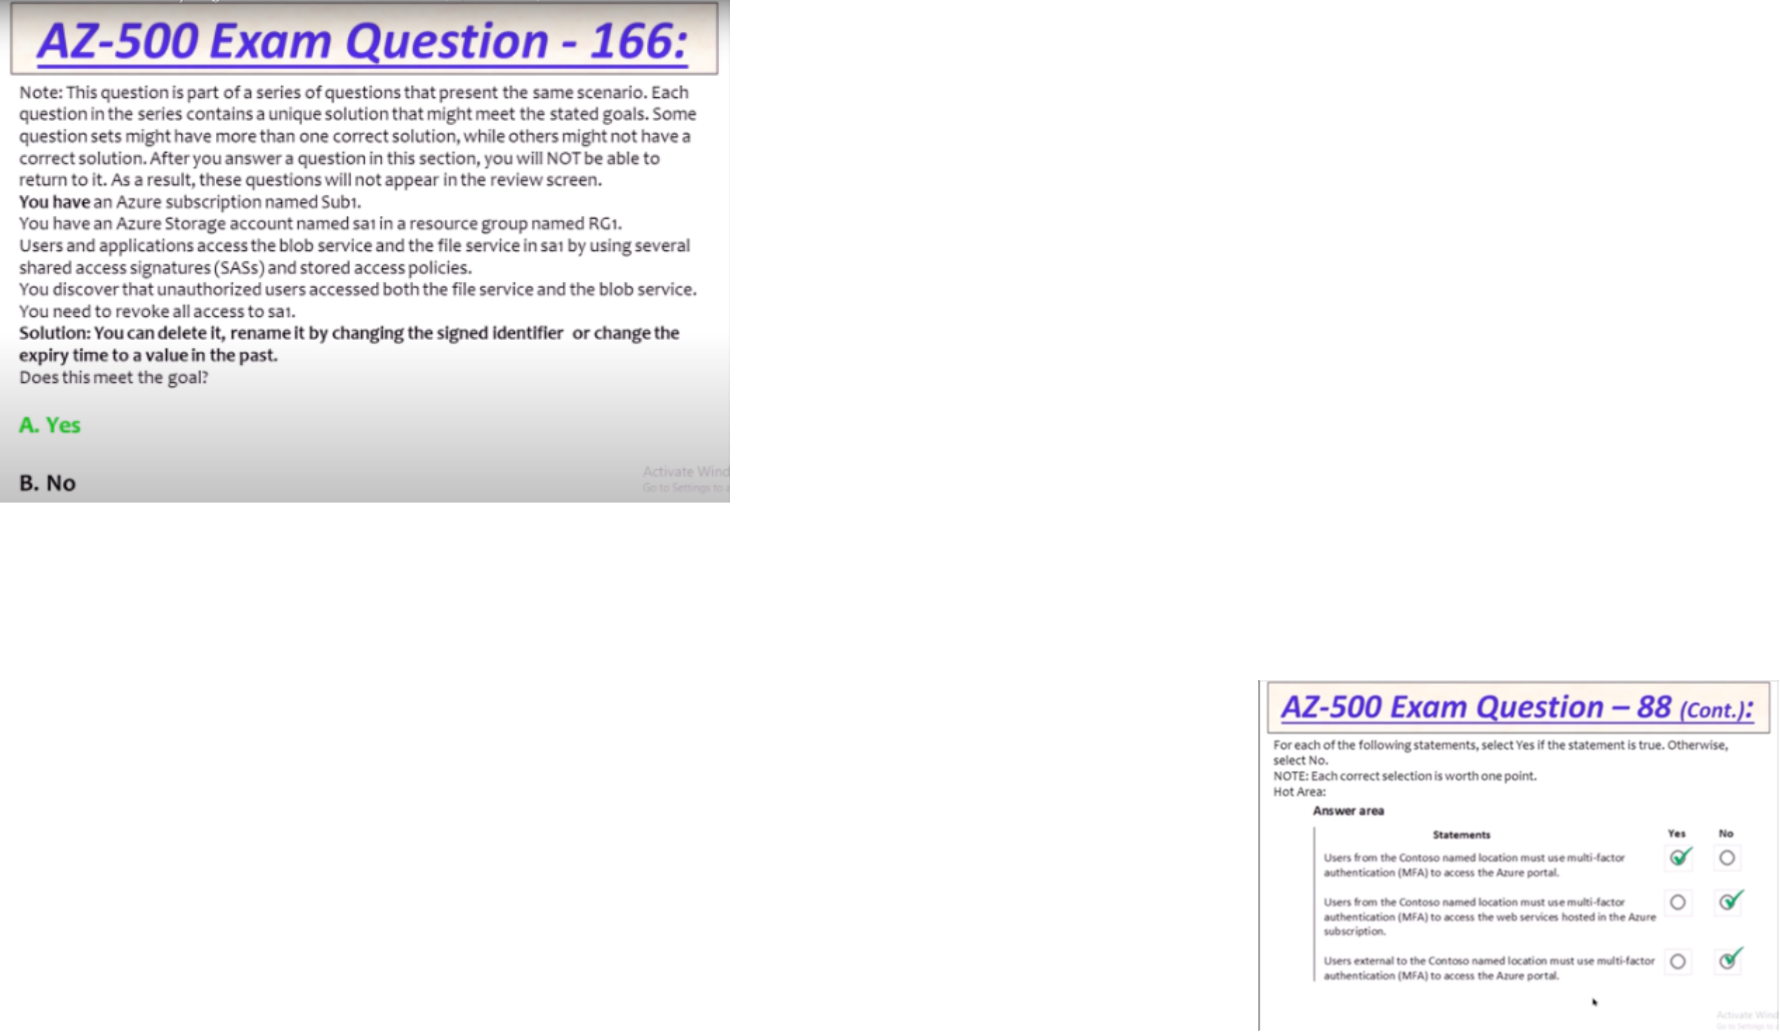 AZ-500 Exam Question - 166:
Note: This question is part of a series of questions that present the same scenario. Each
question in the series contains a unique solution that might meet the stated goals. Some
question sets might have more than one correct solution, while others might not have a
correct solution. After you answer a question in this section, you will NOT be able to
return to it. As a result, these questions will not appear in the review screen.
You have an Azure subscription named Sub1.
You have an Azure Storage account named sa1 in a resource group named RG1.
Users and applications access the blob service and the file service in sa1 by using several
shared access signatures (SASs) and stored access policies.
You discover that unauthorized users accessed both the file service and the blob service.
You need to revoke all access to sa1.
Solution: You can delete it, rename it by changing the signed identifier or change the
expiry time to a value in the past.
Does this meet the goal?
A. Yes
B. No
Activate Wind
Go to Settings to
AZ-500 Exam Question – 88 (Cont.):
For each of the following statements, select Yes if the statement is true. Otherwise,
select No.
NOTE: Each correct selection is worth one point.
Hot Area:
Answer area
Statements Yes No
Users from the Contoso named location must use multi-factor
authentication (MFA) to access the Azure portal.
Users from the Contoso named location must use multi-factor
authentication (MFA) to access the web services hosted in the Azure
subscription.
Users external to the Contoso named location must use multi-factor
authentication (MFA) to access the Azure portal.
Activate Wind
Go to Settings to